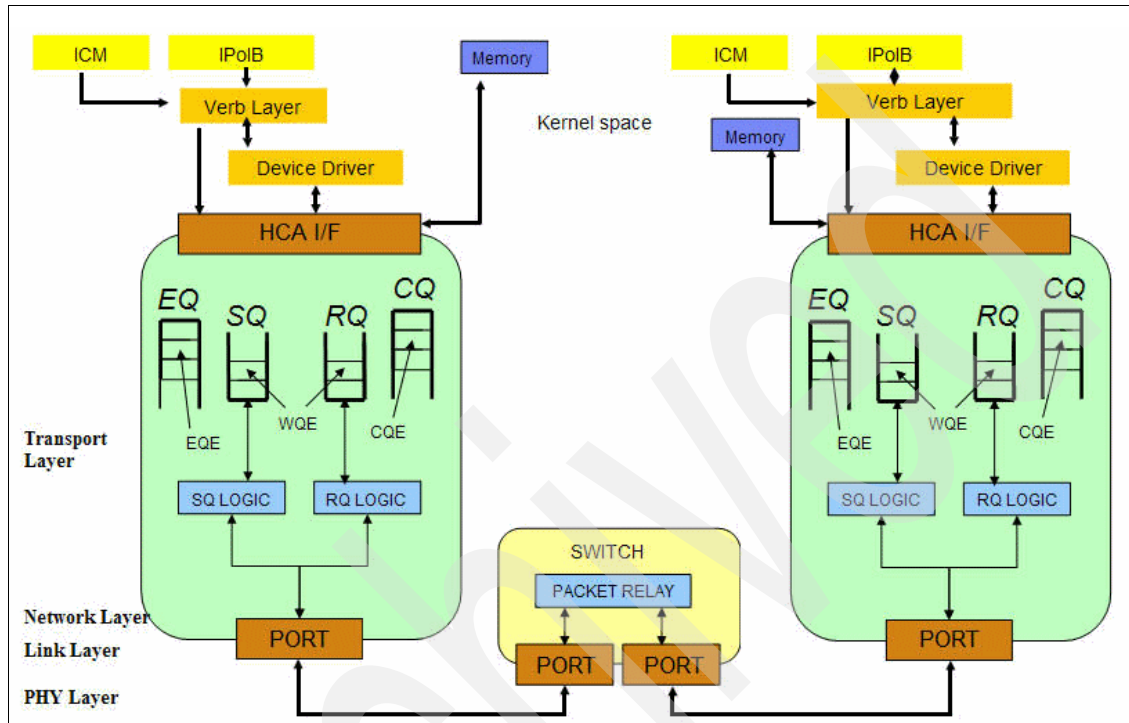 ICM
IPoIB
Memory
ICM
IPoIB
Verb Layer
Kernel space
Verb Layer
Memory
Device Driver
Device Driver
HCA I/F
HCA I/F
EQ
SQ
RQ
CQ
EQ
SQ
RQ
CQ
WQE
EQE
CQE
WQE
EQE
CQE
Transport
Layer
SQ LOGIC
RQ LOGIC
SQ LOGIC
RQ LOGIC
SWITCH
PACKET RELAY
Network Layer
Link Layer
PORT
PORT
PORT
PORT
PHY Layer